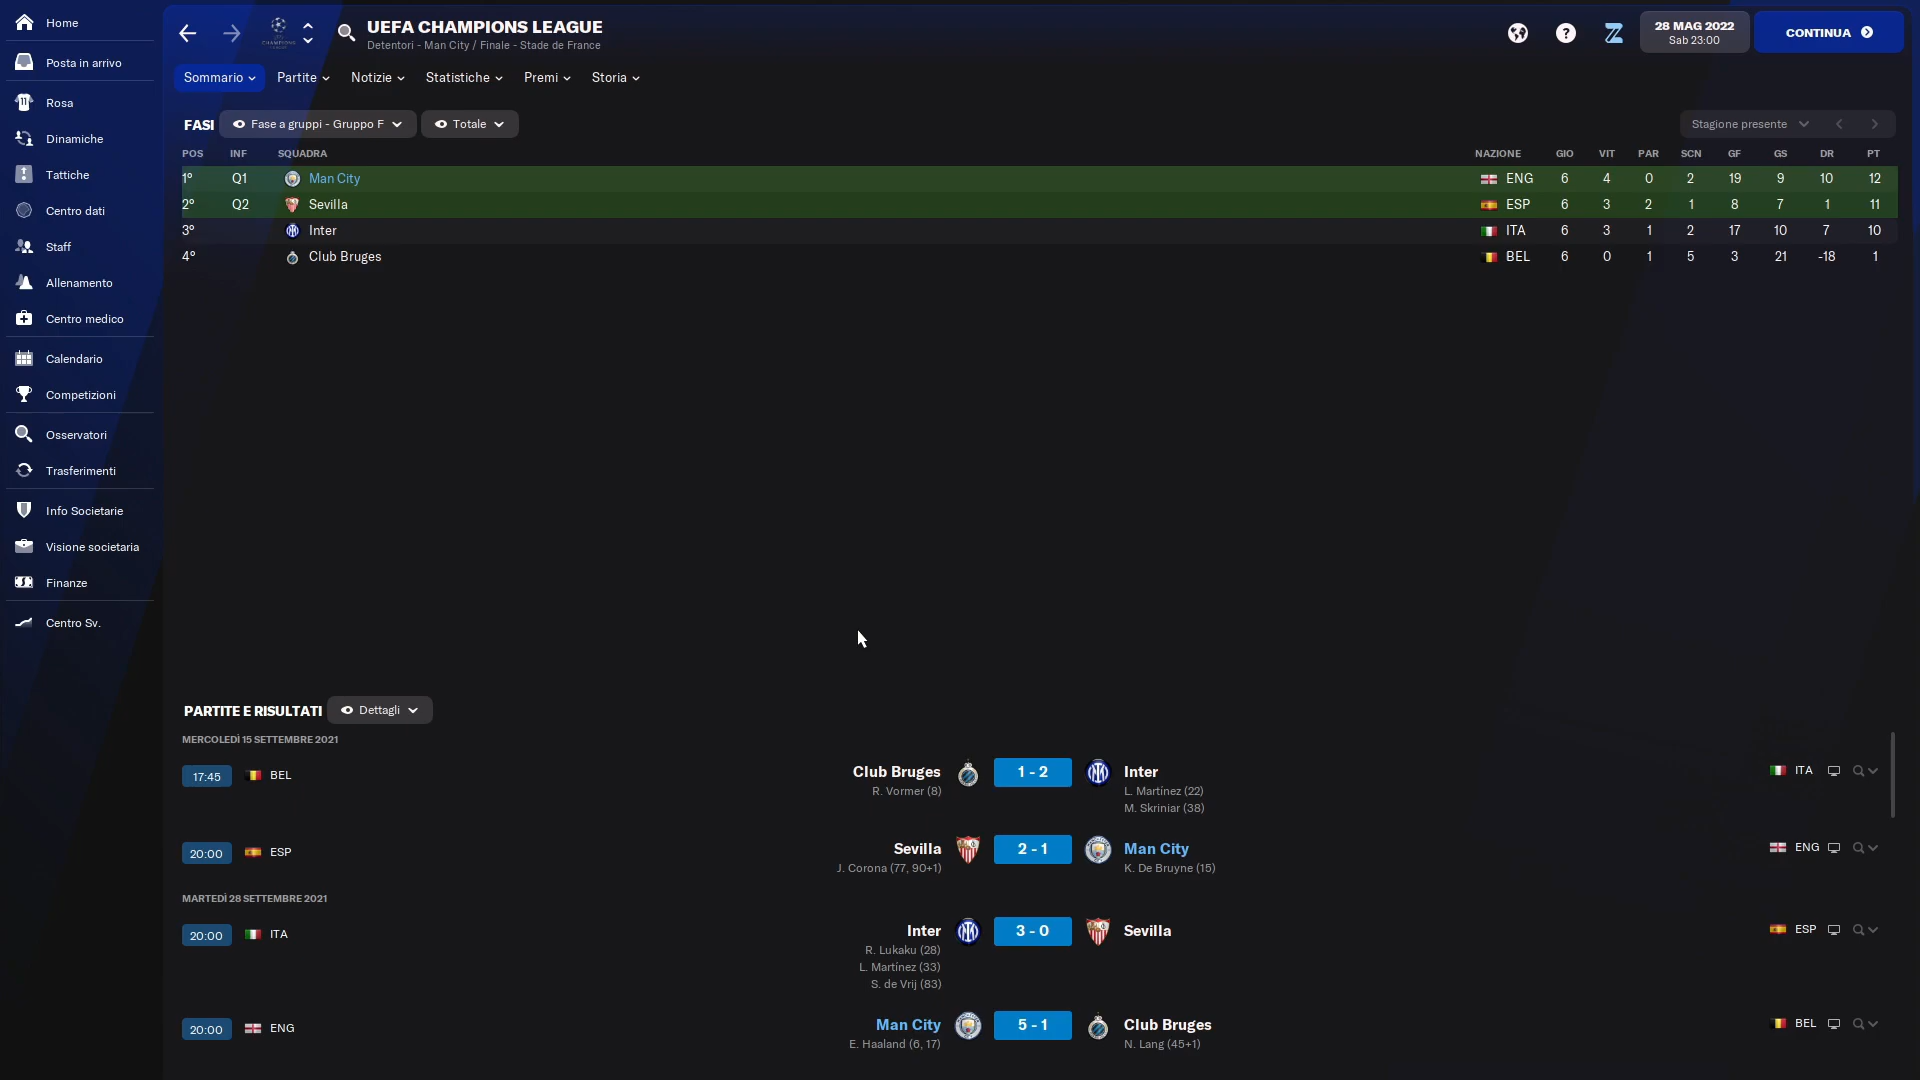 Home
Posta in arrivo
Rosa
Dinamiche
Tattiche
Centro dati
Staff
Allenamento
Centro medico
Calendario
Competizioni
Osservatori
Trasferimenti
Info Societarie
Visione societaria
Finanze
Centro Sv.
UEFA CHAMPIONS LEAGUE
Detentori - Man City / Finale - Stade de France
28 MAG 2022
Sab 23:00
CONTINUA
Sommario Partite Notizie Statistiche Premi Storia
FASI Fase a gruppi - Gruppo F Totale Stagione presente
POS INF SQUADRA NAZIONE GIO VIT PAR SCN GF GS DR PT
1º Q1 Man City ENG 6 4 0 2 19 9 10 12
2º Q2 Sevilla ESP 6 3 2 1 8 7 1 11
3º Inter ITA 6 3 1 2 17 10 7 10
4º Club Bruges BEL 6 0 1 5 3 21 -18 1
PARTITE E RISULTATI Dettagli
MERCOLEDÌ 15 SETTEMBRE 2021
17:45 BEL Club Bruges 1 - 2 Inter ITA
R. Vormer (8) L. Martínez (22)
M. Skriniar (38)
20:00 ESP Sevilla 2 - 1 Man City ENG
J. Corona (77, 90+1) K. De Bruyne (15)
MARTEDÌ 28 SETTEMBRE 2021
20:00 ITA Inter 3 - 0 Sevilla ESP
R. Lukaku (28)
L. Martínez (33)
S. de Vrij (83)
20:00 ENG Man City 5 - 1 Club Bruges BEL
E. Haaland (6, 17) N. Lang (45+1)